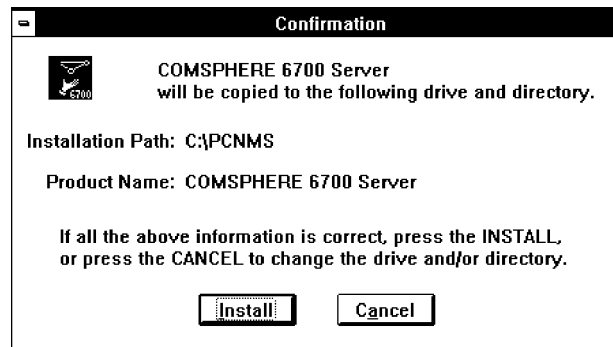 Confirmation
6700
COMSPHERE 6700 Server
will be copied to the following drive and directory.
Installation Path: C:\PCNMS
Product Name: COMSPHERE 6700 Server
If all the above information is correct, press the INSTALL,
or press the CANCEL to change the drive and/or directory.
Install
Cancel